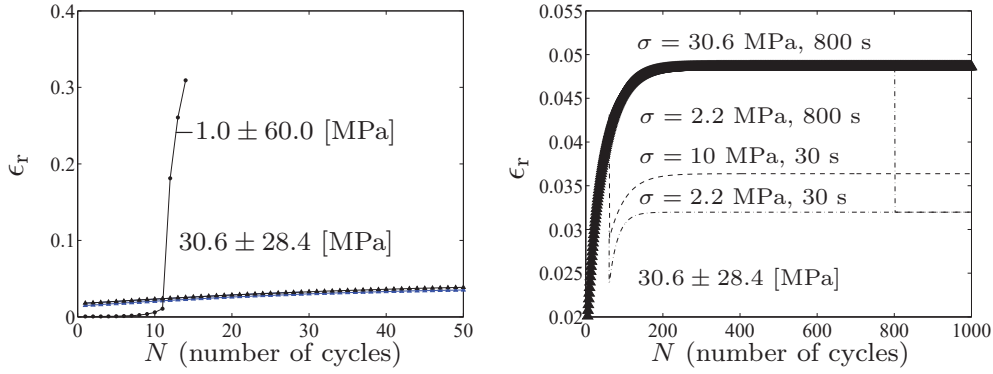 0.4
0.3
0.2
0.1
0
ϵr
−1.0 ± 60.0 [MPa]
30.6 ± 28.4 [MPa]
0 10 20 30 40 50
N (number of cycles)
0.055
0.05
0.045
0.04
0.035
0.03
0.025
0.02
ϵr
σ = 30.6 MPa, 800 s
σ = 2.2 MPa, 800 s
σ = 10 MPa, 30 s
σ = 2.2 MPa, 30 s
30.6 ± 28.4 [MPa]
0 200 400 600 800 1000
N (number of cycles)